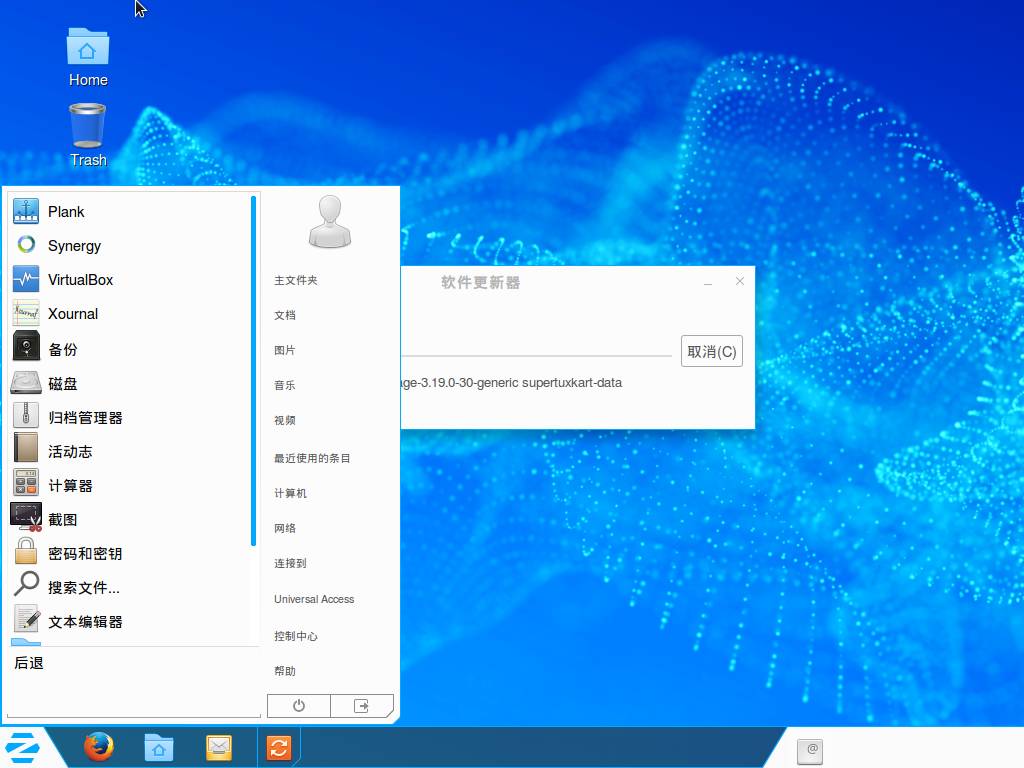 Home
Trash
Plank
Synergy
VirtualBox
Xournal
备份
磁盘
归档管理器
活动志
计算器
截图
密码和密钥
搜索文件...
文本编辑器
后退
主文件夹
文档
图片
音乐
视频
最近使用的条目
计算机
网络
连接到
Universal Access
控制中心
帮助
软件更新器
取消(C)
age-3.19.0-30-generic supertuxkart-data
@